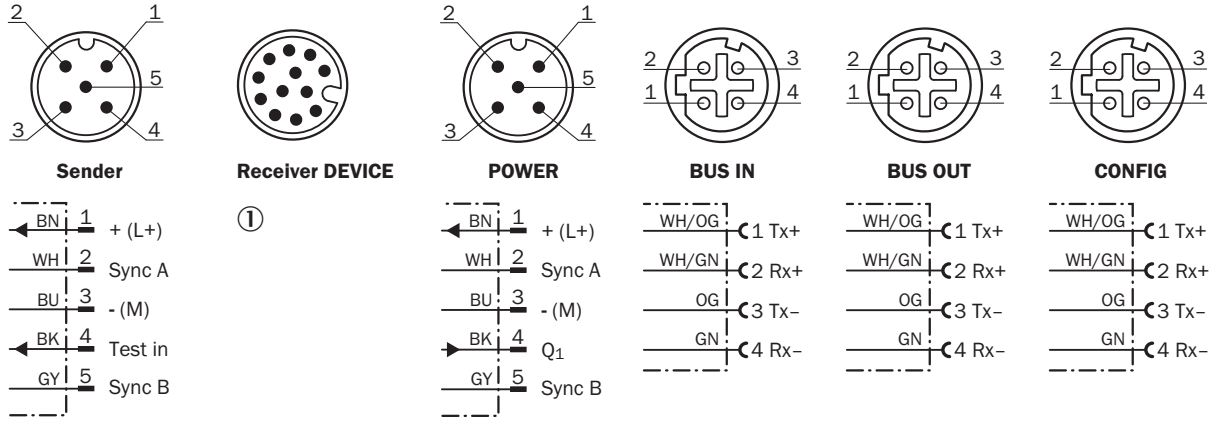 2 1
5
3 4
Sender
BN 1 + (L+)
WH 2 Sync A
BU 3 - (M)
BK 4 Test in
GY 5 Sync B
Receiver DEVICE
①
2 1
5
3 4
POWER
BN 1 + (L+)
WH 2 Sync A
BU 3 - (M)
BK 4 Q1
GY 5 Sync B
2 3
1 4
BUS IN
WH/OG 1 Tx+
WH/GN 2 Rx+
OG 3 Tx–
GN 4 Rx–
2 3
1 4
BUS OUT
WH/OG 1 Tx+
WH/GN 2 Rx+
OG 3 Tx–
GN 4 Rx–
2 3
1 4
CONFIG
WH/OG 1 Tx+
WH/GN 2 Rx+
OG 3 Tx–
GN 4 Rx–